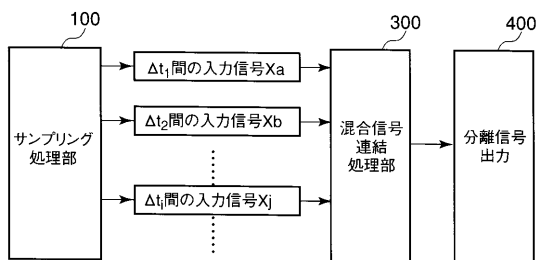 100
300
400
サンプリング
処理部
Δt₁間の入力信号Xa
Δt₂間の入力信号Xb
Δtᵢ間の入力信号Xj
混合信号
連結
処理部
分離信号
出力